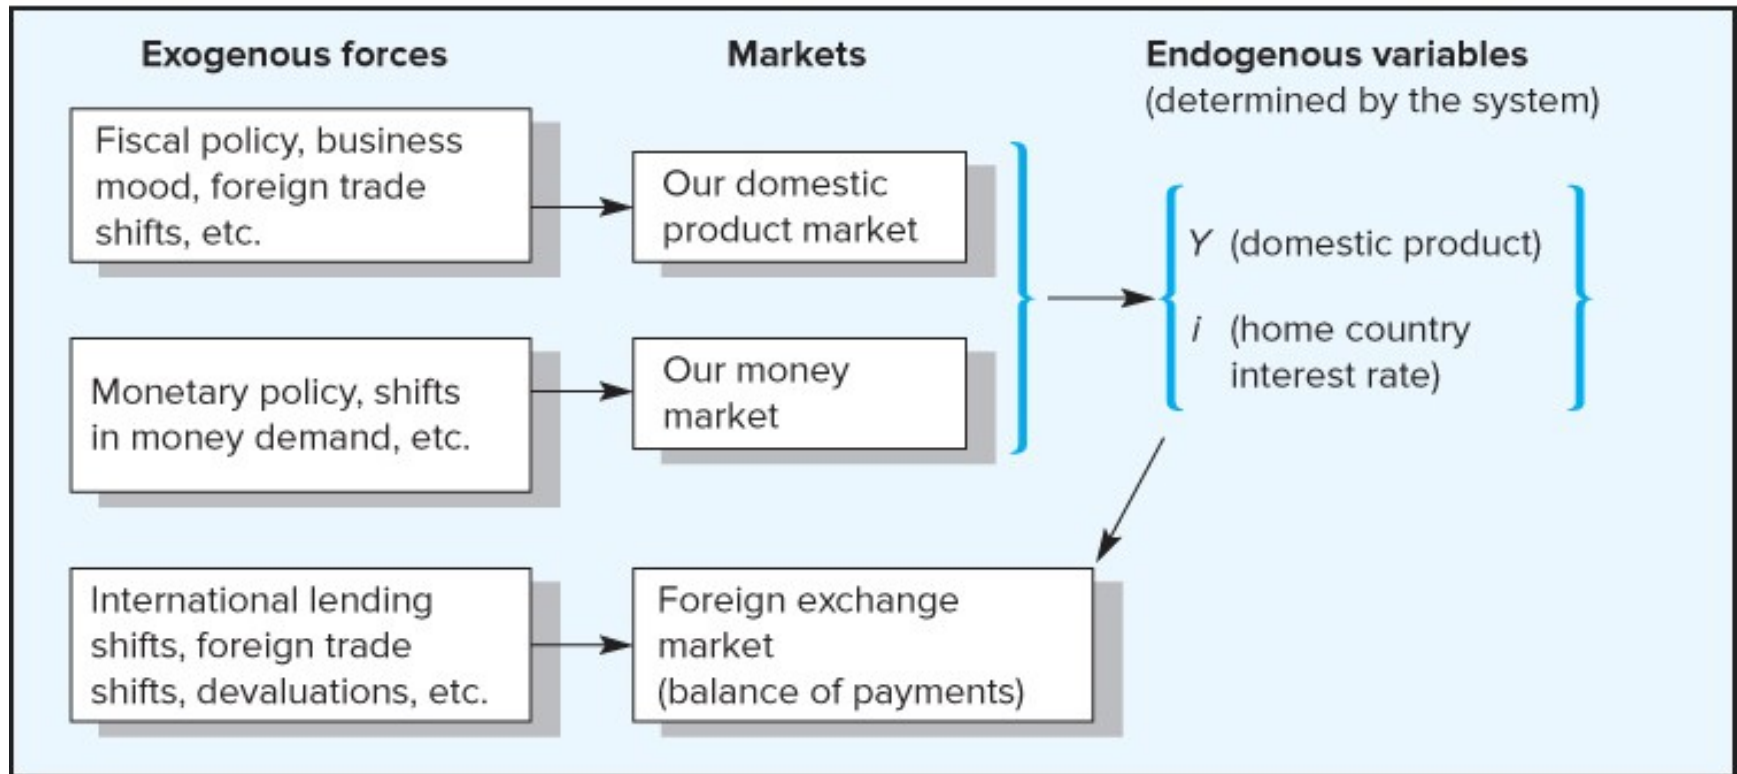 Exogenous forces
Markets
Endogenous variables
(determined by the system)
Fiscal policy, business
mood, foreign trade
shifts, etc.
Our domestic
product market
Y (domestic product)
i (home country
interest rate)
Monetary policy, shifts
in money demand, etc.
Our money
market
International lending
shifts, foreign trade
shifts, devaluations, etc.
Foreign exchange
market
(balance of payments)